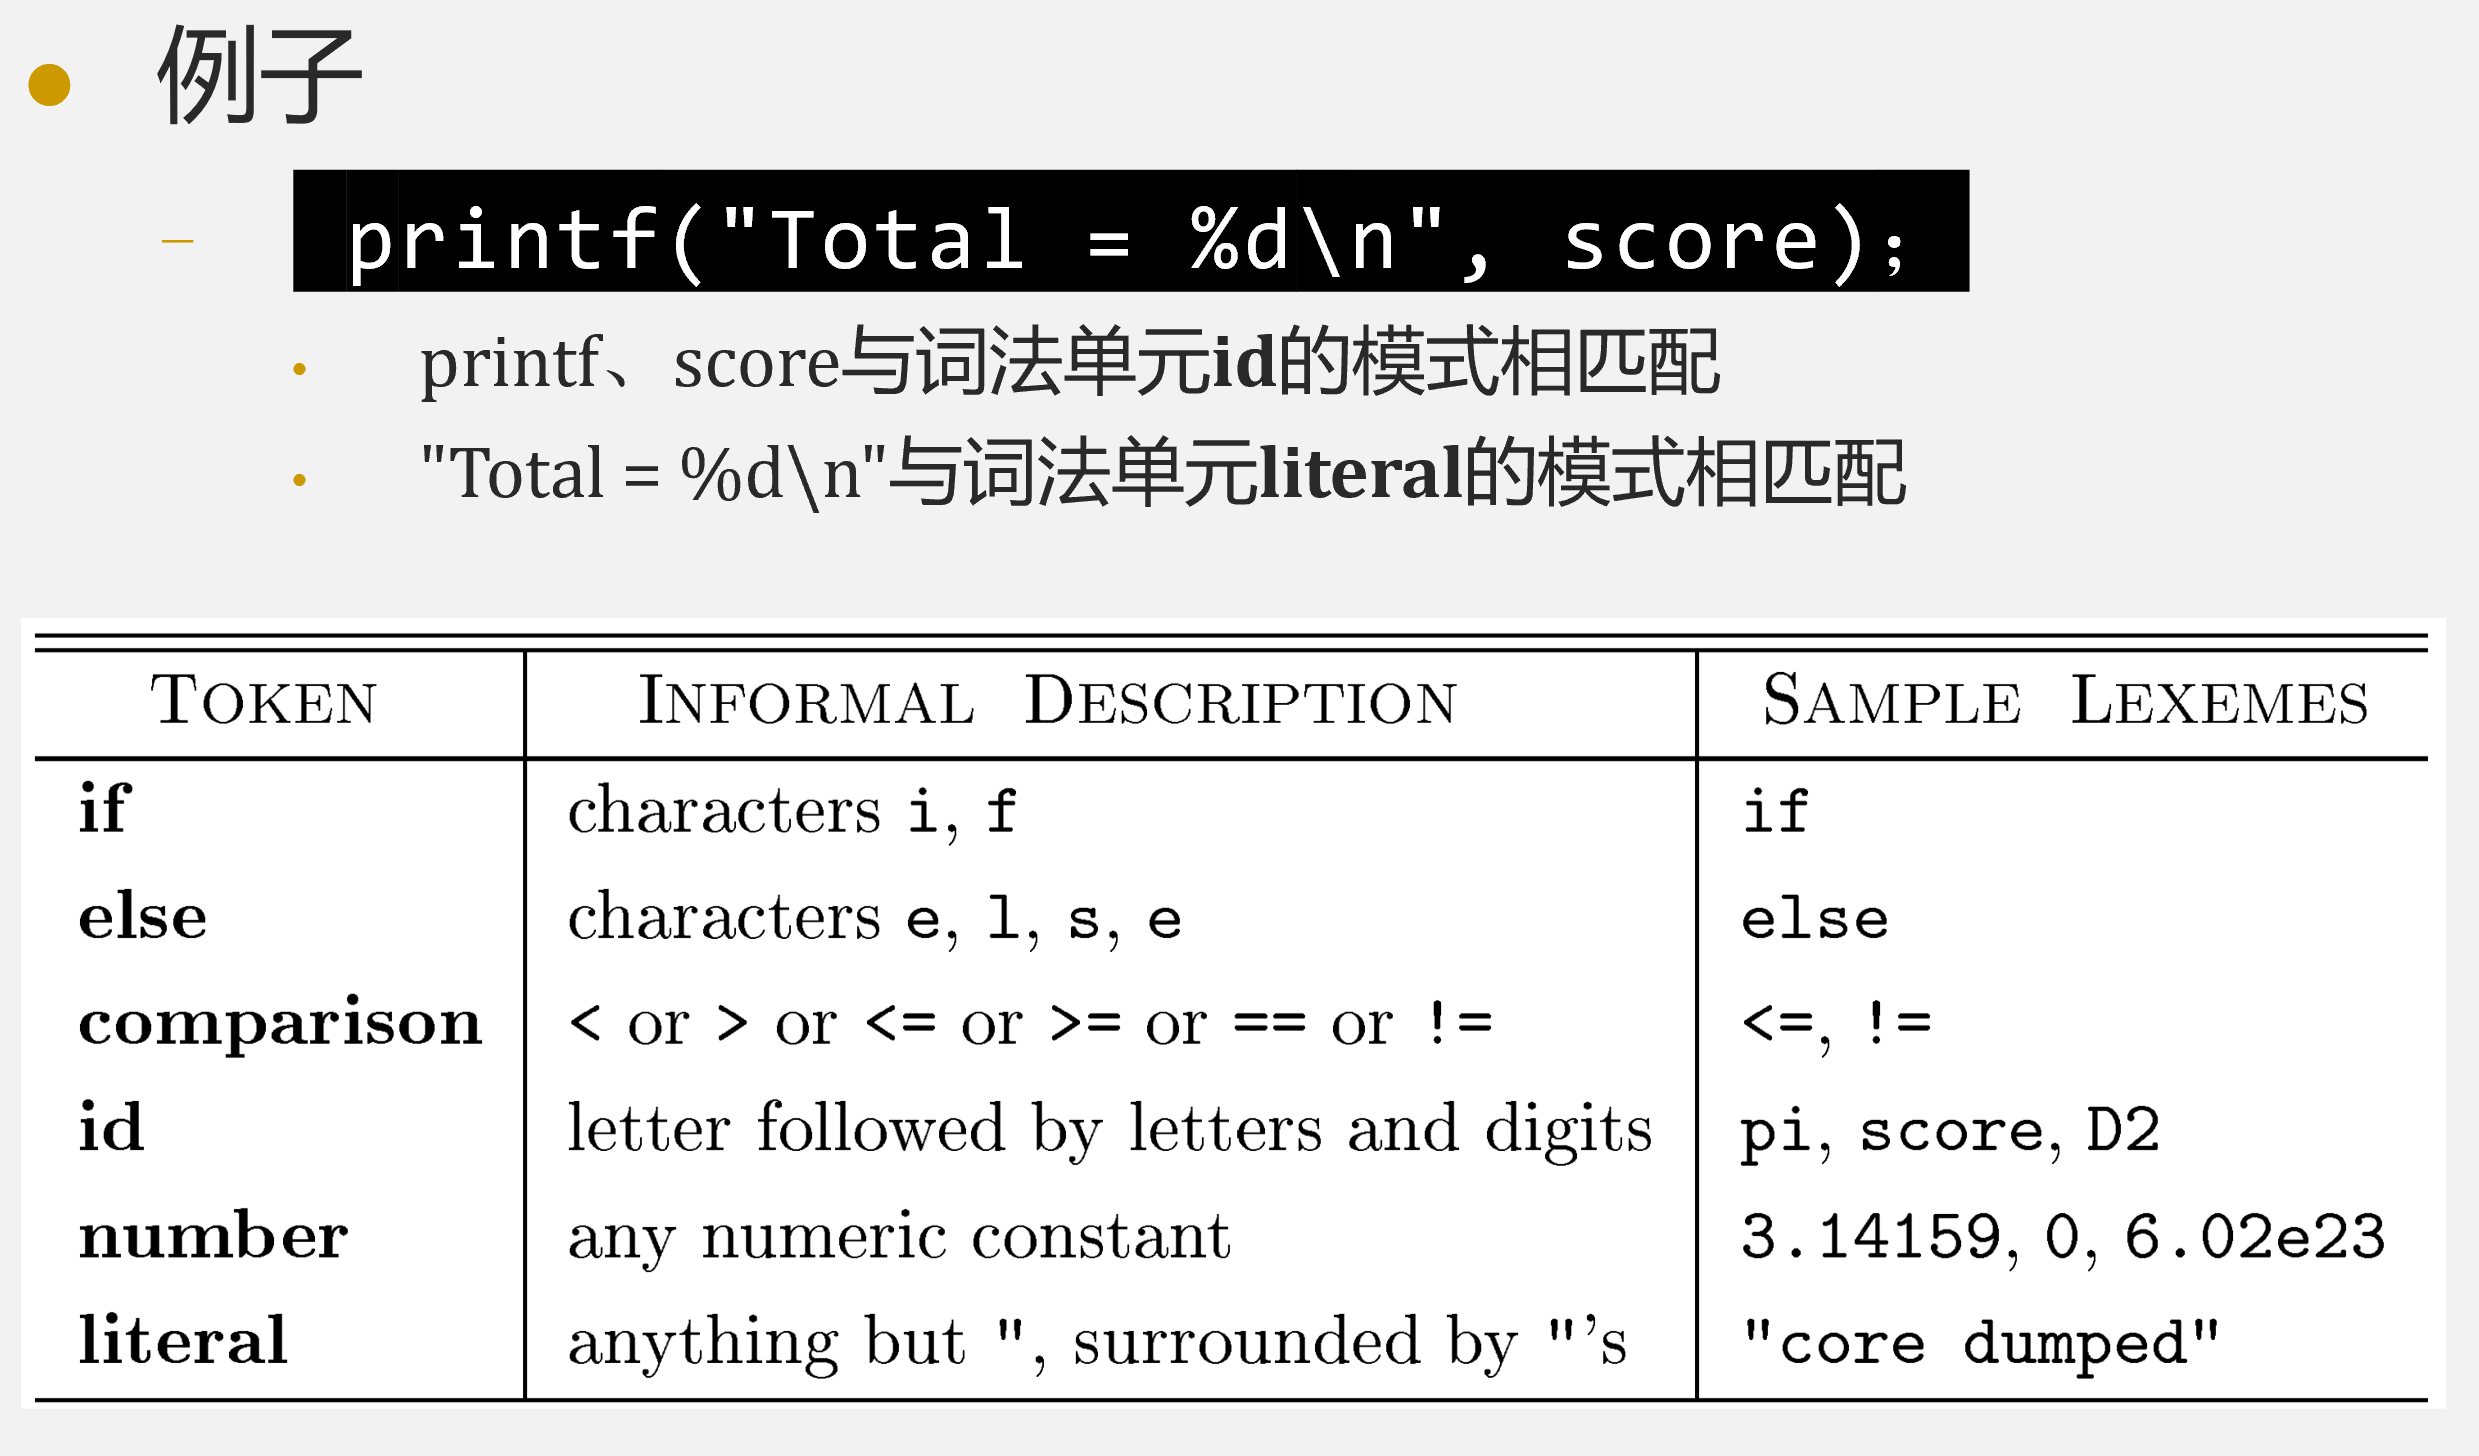 例子
printf("Total = %d\n", score);
printf、score与词法单元id的模式相匹配
"Total = %d\n"与词法单元literal的模式相匹配
TOKEN INFORMAL DESCRIPTION SAMPLE LEXEMES
if characters i, f if
else characters e, l, s, e else
comparison < or > or <= or >= or == or != <=, !=
id letter followed by letters and digits pi, score, D2
number any numeric constant 3.14159, 0, 6.02e23
literal anything but ", surrounded by "'s "core dumped"